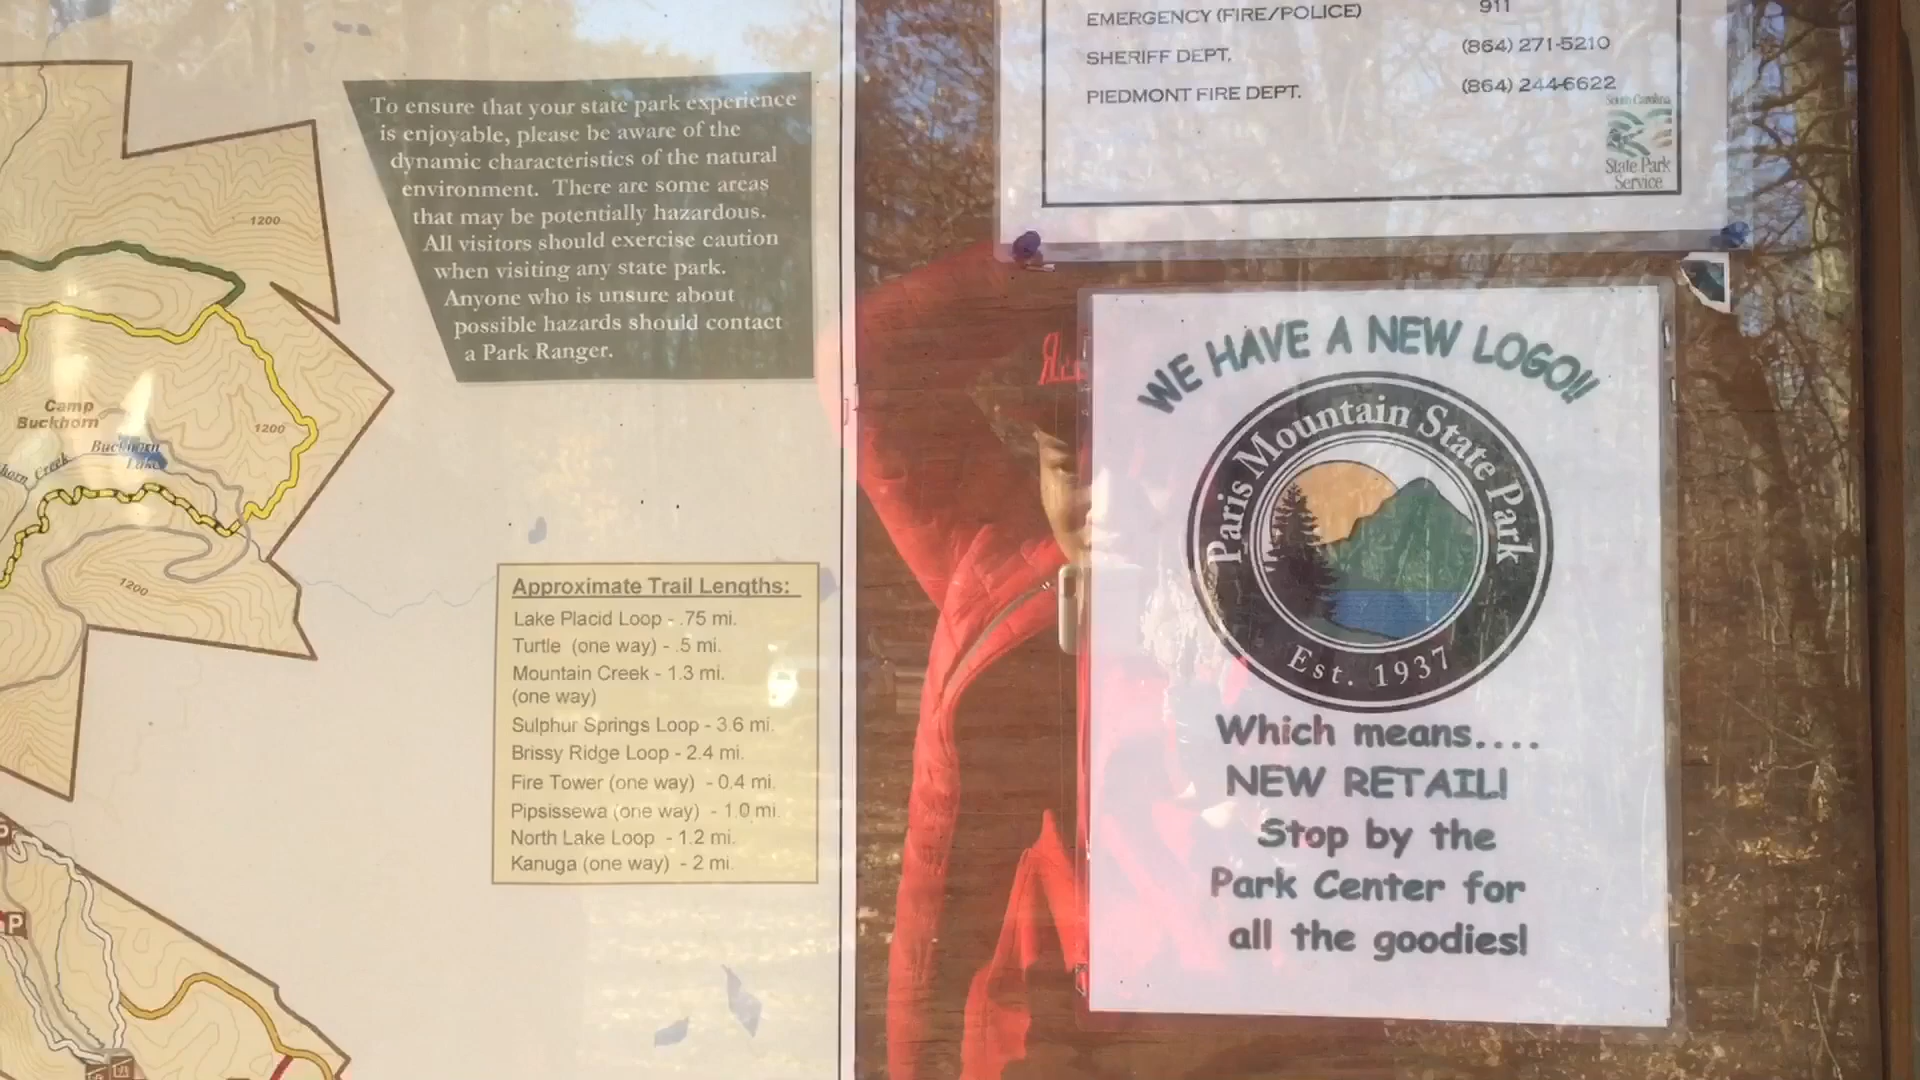 EMERGENCY (FIRE/POLICE) 911
SHERIFF DEPT. (864) 271-5210
PIEDMONT FIRE DEPT. (864) 244-6622
South Carolina
State Park
Service
To ensure that your state park experience
is enjoyable, please be aware of the
dynamic characteristics of the natural
environment. There are some areas
that may be potentially hazardous.
All visitors should exercise caution
when visiting any state park.
Anyone who is unsure about
possible hazards should contact
a Park Ranger.
1200
Camp
Buckhorn
1200
Buckhorn
Lake
Creek
1200
Approximate Trail Lengths:
Lake Placid Loop - .75 mi.
Turtle (one way) - .5 mi.
Mountain Creek - 1.3 mi.
(one way)
Sulphur Springs Loop - 3.6 mi.
Brissy Ridge Loop - 2.4 mi.
Fire Tower (one way) - 0.4 mi.
Pipsissewa (one way) - 1.0 mi.
North Lake Loop - 1.2 mi.
Kanuga (one way) - 2 mi.
P
WE HAVE A NEW LOGO!!
Paris Mountain State Park
Est. 1937
Which means....
NEW RETAIL!
Stop by the
Park Center for
all the goodies!